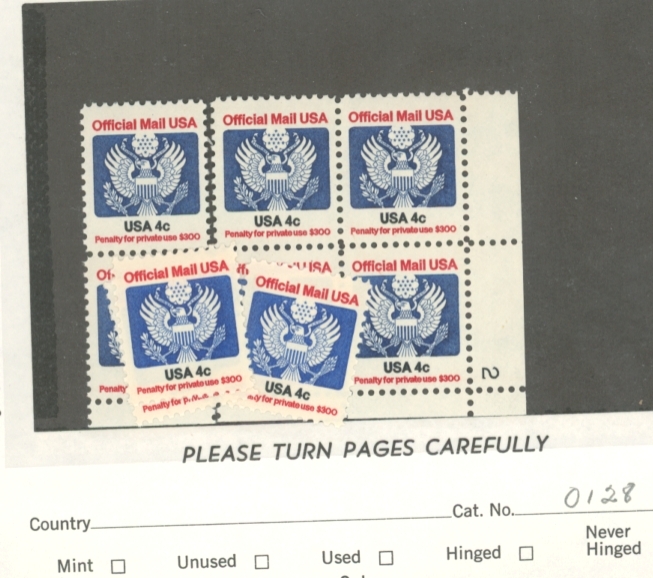 Official Mail USA Official Mail USA Official Mail USA
USA 4c USA 4c USA 4c
Penalty for private use $300 Penalty for private use $300 Penalty for private use $300
Official Mail USA Official Mail USA Official Mail USA
USA 4c USA 4c USA 4c
Penalty for private use $300 Penalty for private use $300 Penalty for private use $300
2
PLEASE TURN PAGES CAREFULLY
Country Cat. No. 0128
Mint Unused Used Hinged Never Hinged